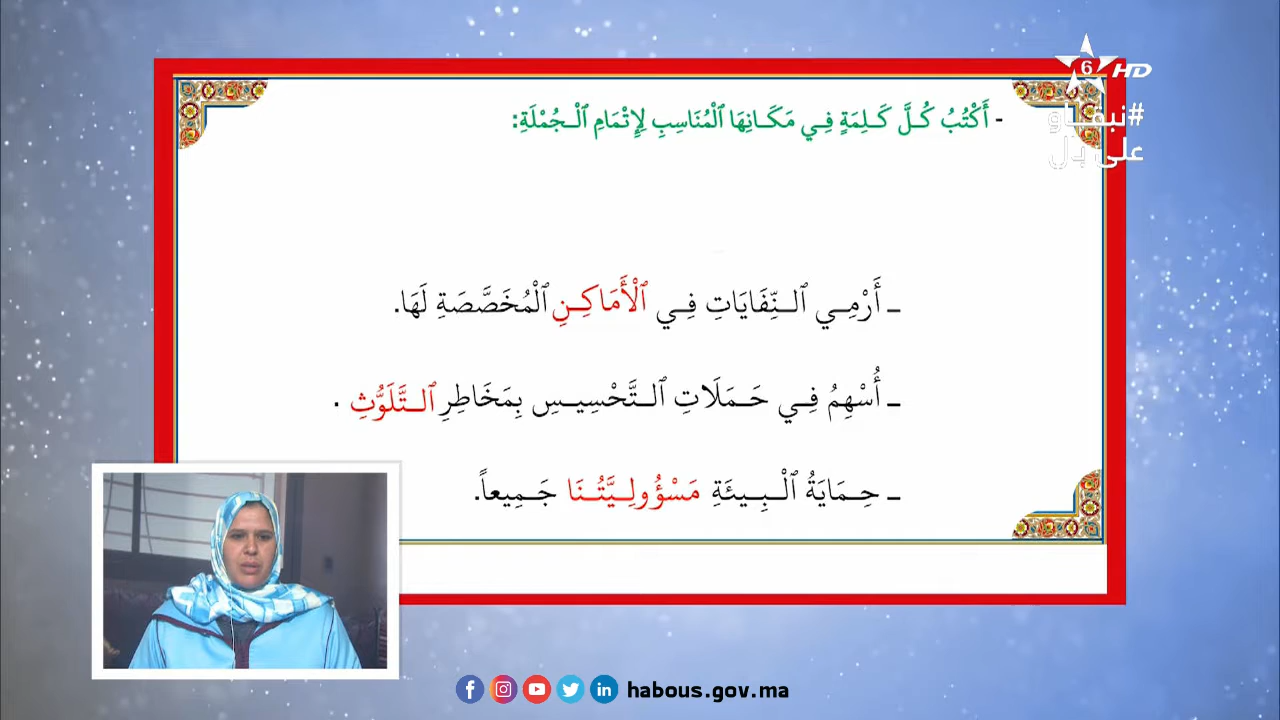 6 HD
#نبقاو
على بال
- أَكْتُبُ كُلَّ كَلِمَةٍ فِي مَكَانِهَا ٱلْمُنَاسِبِ لِإِتْمَامِ ٱلْجُمْلَةِ:
ـ أَرْمِي ٱلنِّفَايَاتِ فِي ٱلْأَمَاكِنِ ٱلْمُخَصَّصَةِ لَهَا.
ـ أُسْهِمُ فِي حَمَلَاتِ ٱلتَّحْسِيسِ بِمَخَاطِرِ ٱلتَّلَوُّثِ .
ـ حِمَايَةُ ٱلْبِيئَةِ مَسْؤُولِيَّتُنَا جَمِيعاً.
habous.gov.ma